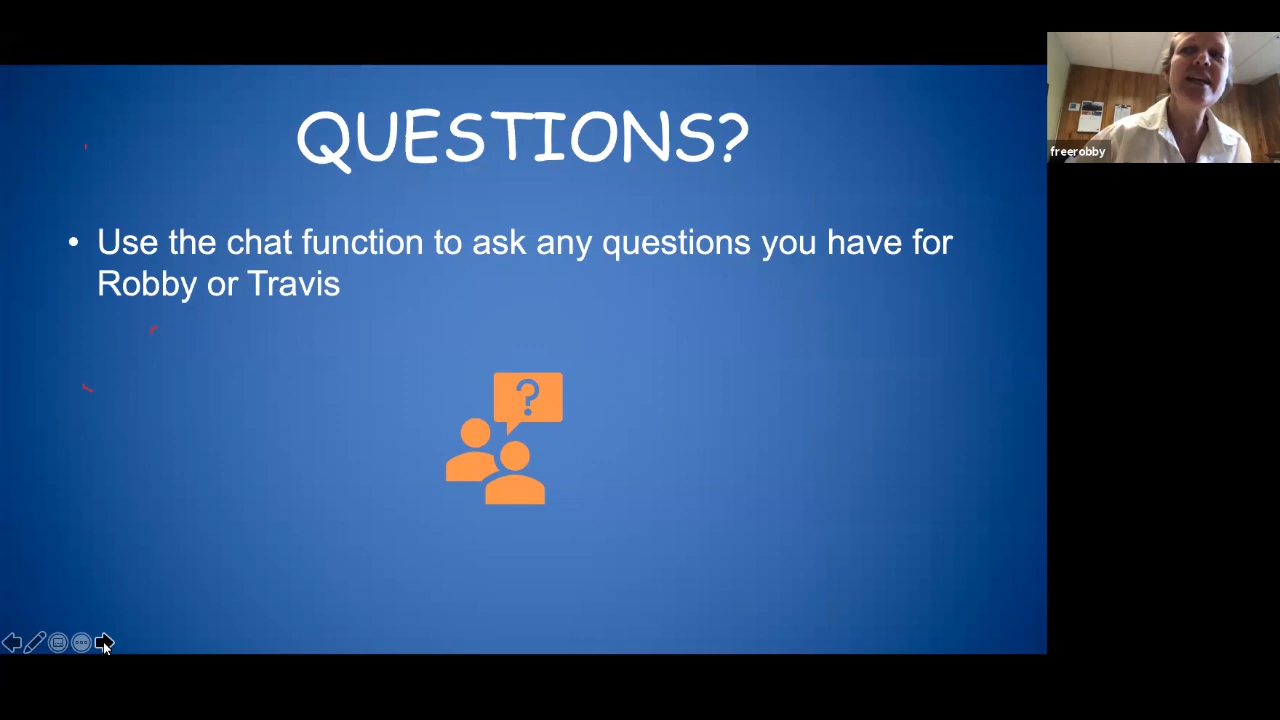 QUESTIONS?
• Use the chat function to ask any questions you have for
Robby or Travis
?
freerobby